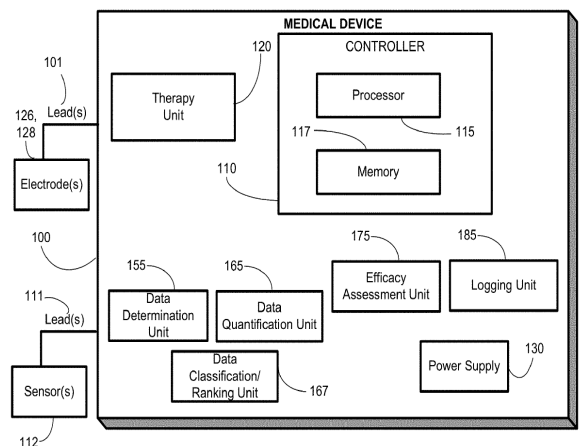 MEDICAL DEVICE
CONTROLLER
120
101
Therapy
Unit
Processor
126,
128
Lead(s)
117
115
Electrode(s)
110
Memory
100
175
185
155
165
Efficacy
Assessment Unit
Logging Unit
111
Lead(s)
Data
Determination
Unit
Data
Quantification Unit
Sensor(s)
Data
Classification/
Ranking Unit
167
Power Supply
130
112